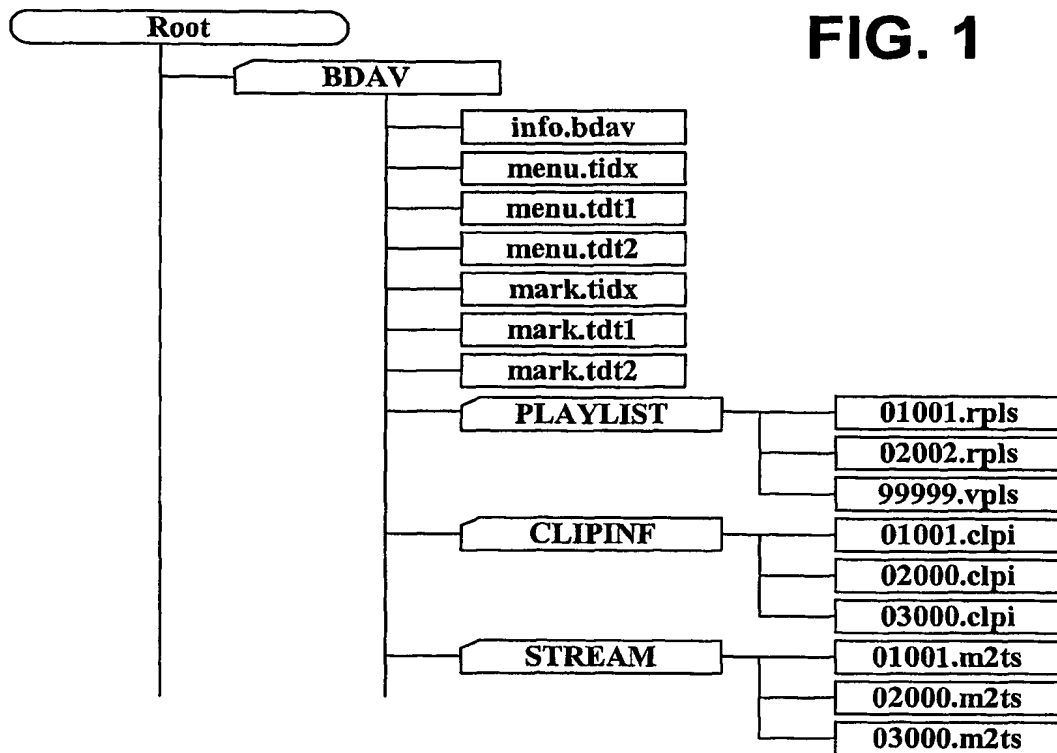 FIG. 1
Root
BDAV
info.bdav
menu.tidx
menu.tdt1
menu.tdt2
mark.tidx
mark.tdt1
mark.tdt2
PLAYLIST
01001.rpls
02002.rpls
99999.vpls
CLIPINF
01001.clpi
02000.clpi
03000.clpi
STREAM
01001.m2ts
02000.m2ts
03000.m2ts